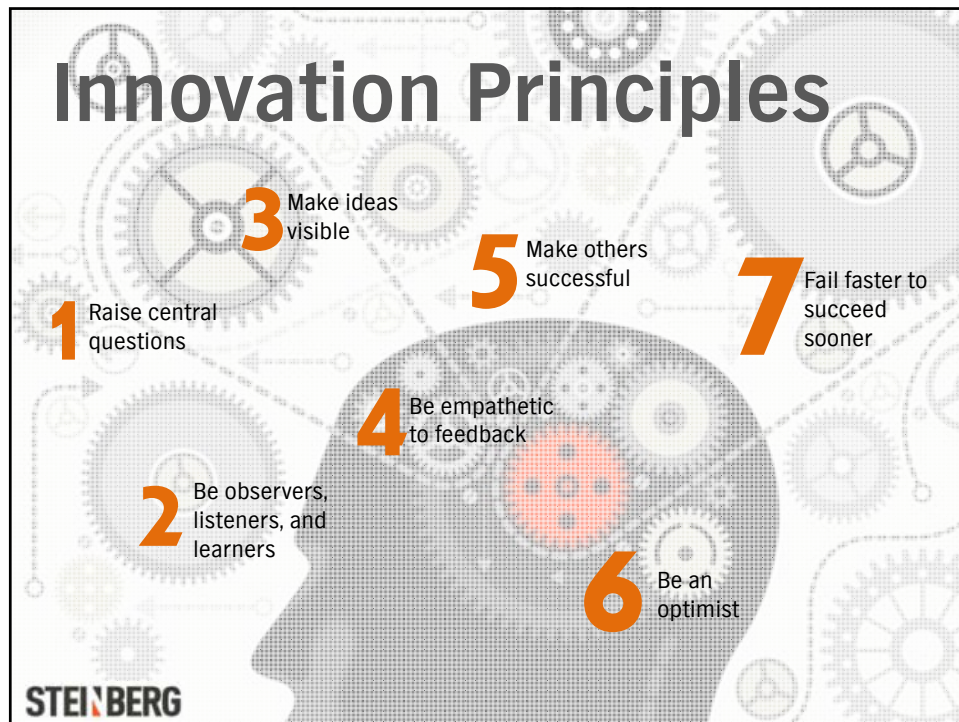 Innovation Principles
1 Raise central
questions
2 Be observers,
listeners, and
learners
3 Make ideas
visible
4 Be empathetic
to feedback
5 Make others
successful
6 Be an
optimist
7 Fail faster to
succeed
sooner
STEINBERG